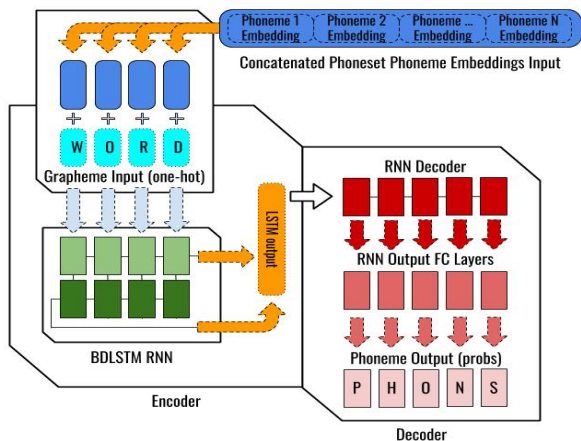 Phoneme 1 Phoneme 2 Phoneme ... Phoneme N
Embedding Embedding Embedding Embedding
Concatenated Phoneset Phoneme Embeddings Input
+ + + +
W O R D
Grapheme Input (one-hot)
LSTM output
BDLSTM RNN
Encoder
RNN Decoder
RNN Output FC Layers
Phoneme Output (probs)
P H O N S
Decoder